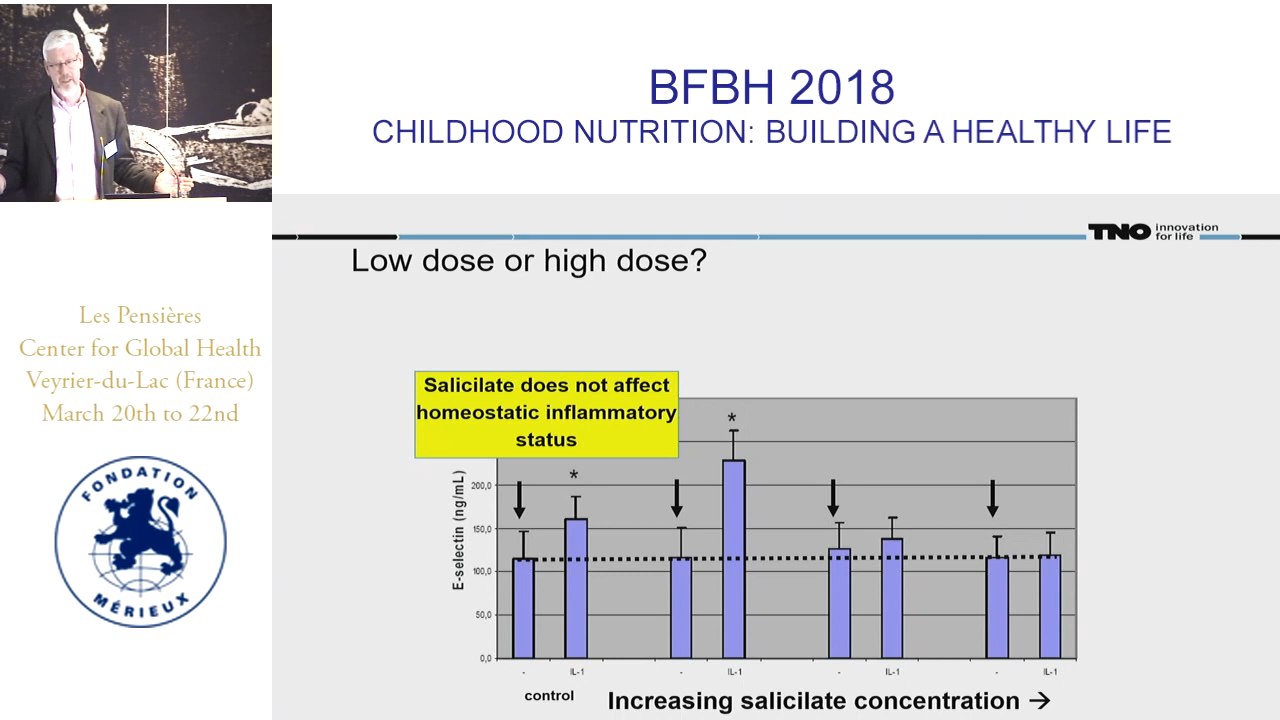 BFBH 2018
CHILDHOOD NUTRITION: BUILDING A HEALTHY LIFE
TNO innovation
for life
Low dose or high dose?
Les Pensières
Center for Global Health
Veyrier-du-Lac (France)
March 20th to 22nd
FONDATION
MÉRIEUX
Salicilate does not affect
homeostatic inflammatory
status
E-selectin (ng/mL)
*
*
200,0
150,0
100,0
50,0
0,0
- IL-1 - IL-1 - IL-1 - IL-1
control
Increasing salicilate concentration →